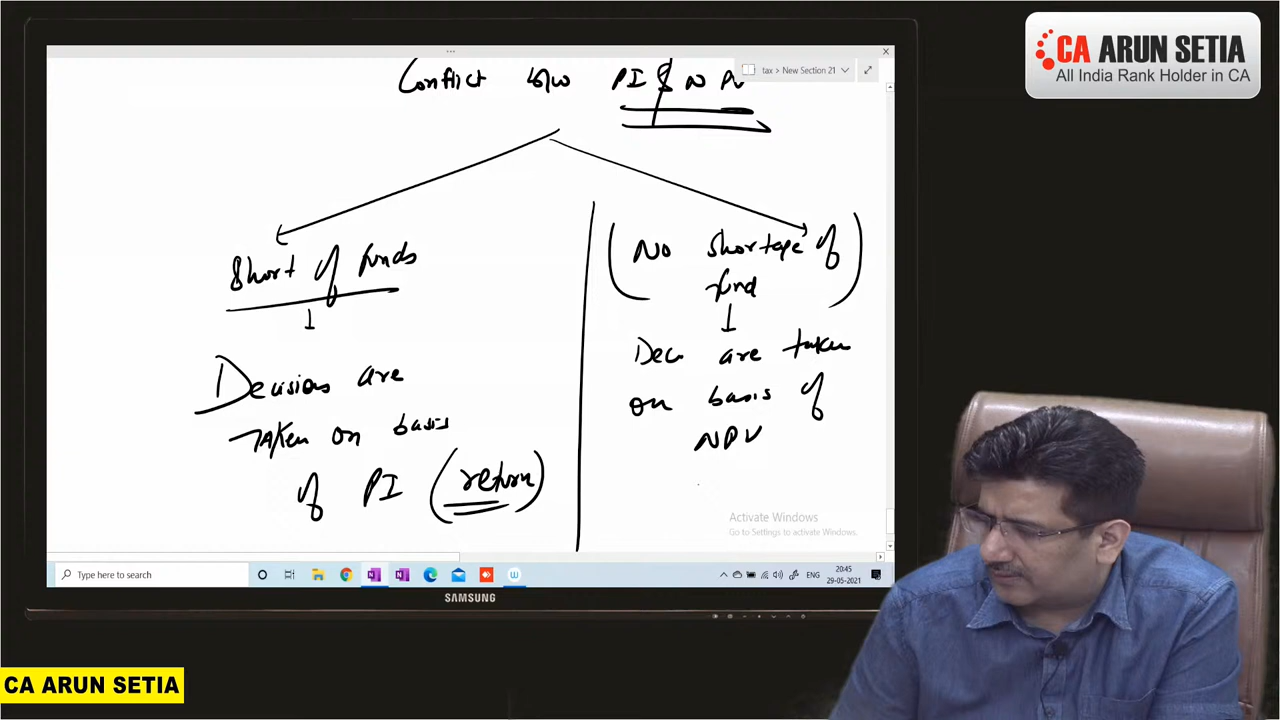 CA ARUN SETIA
All India Rank Holder in CA
tax > New Section 21
Conflict b/w PI & NPV
Short of funds
Decisions are
Taken on basis
of PI (return)
(No shortage of
fund)
Decn are taken
on basis of
NPV
Activate Windows
Go to Settings to activate Windows.
Type here to search
ENG
20:45
29-05-2021
SAMSUNG
CA ARUN SETIA